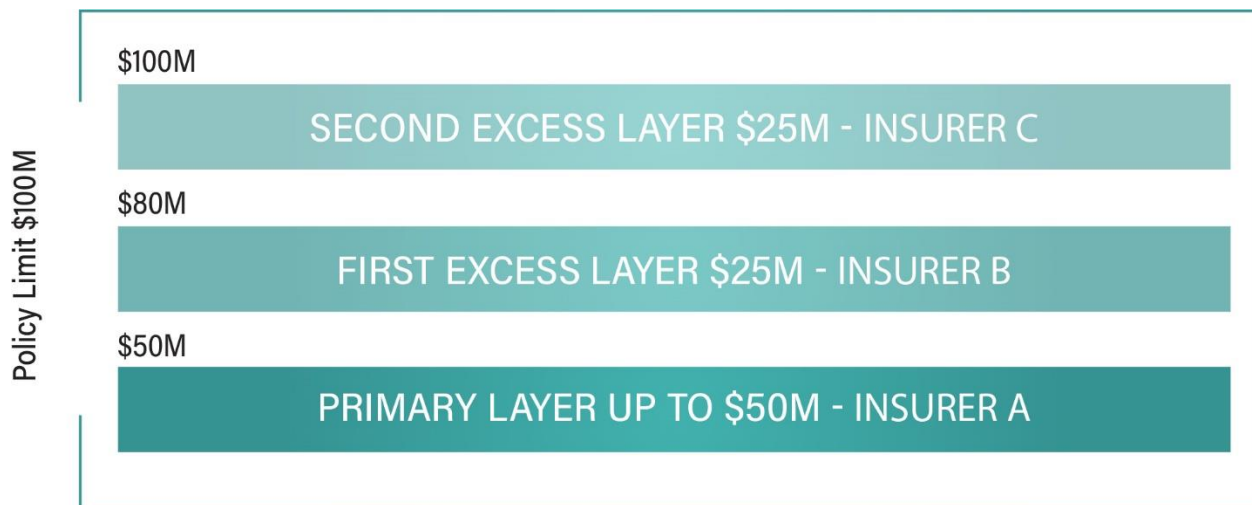 Policy Limit $100M
$100M
SECOND EXCESS LAYER $25M - INSURER C
$80M
FIRST EXCESS LAYER $25M - INSURER B
$50M
PRIMARY LAYER UP TO $50M - INSURER A